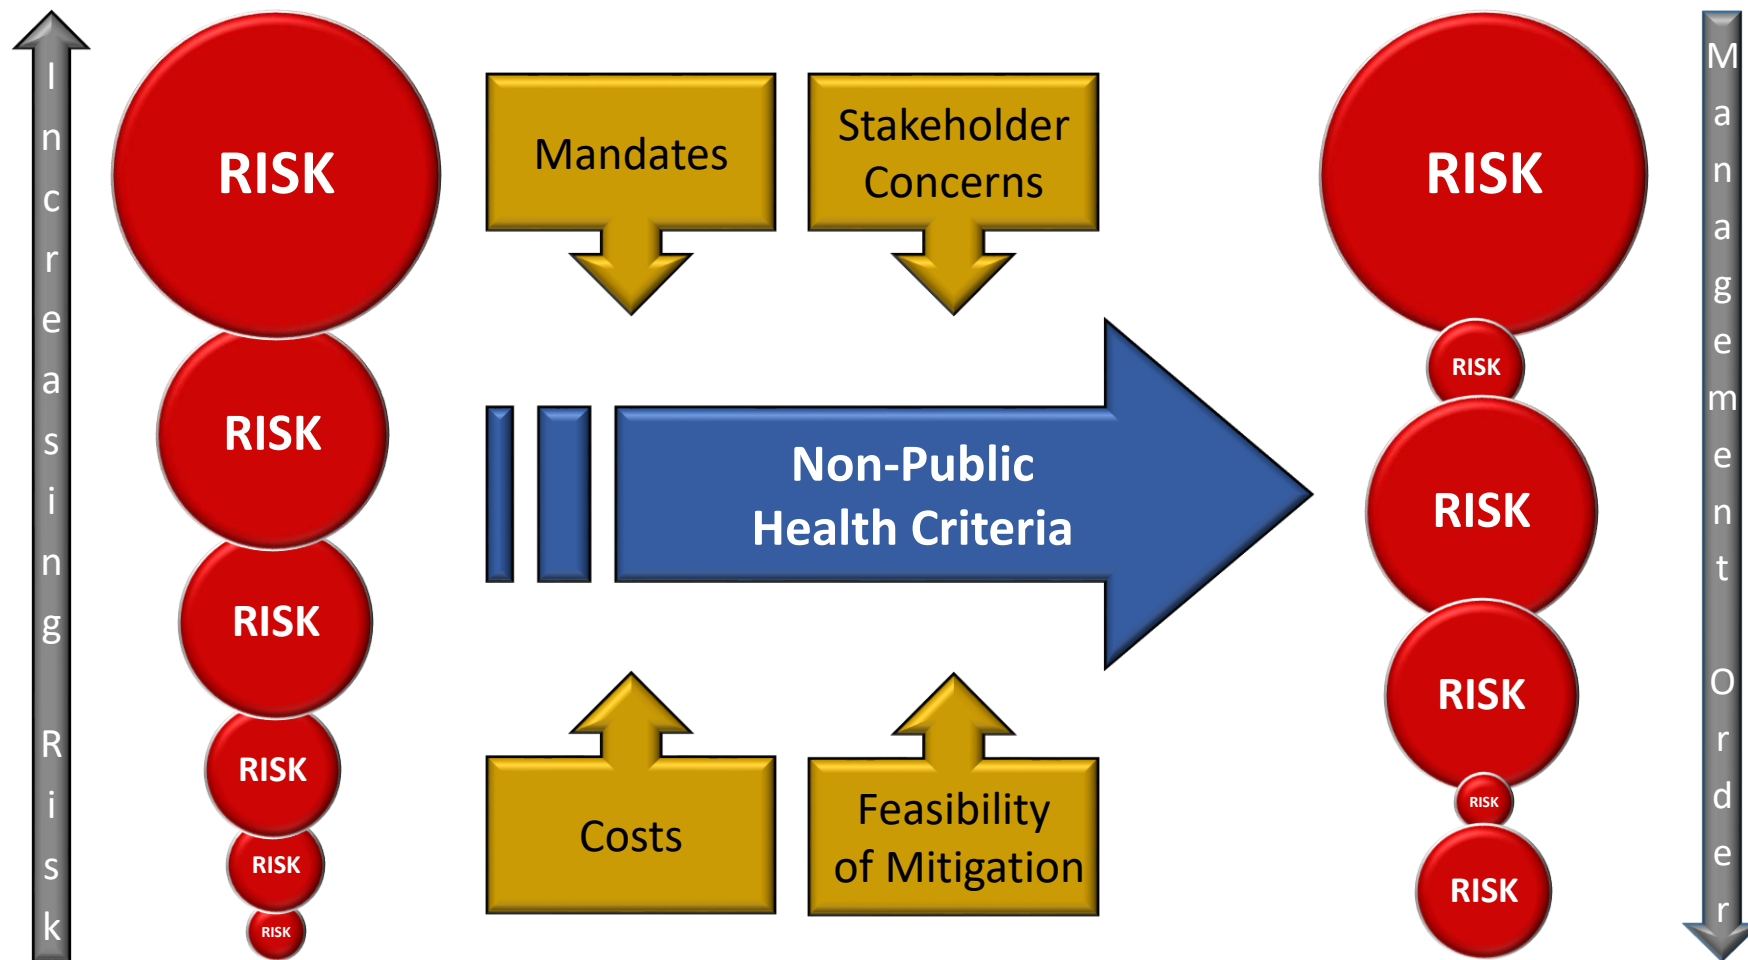 Increasing Risk
RISK
RISK
RISK
RISK
RISK
RISK
Mandates
Stakeholder
Concerns
Non-Public
Health Criteria
Costs
Feasibility
of Mitigation
RISK
RISK
RISK
RISK
RISK
RISK
Management Order